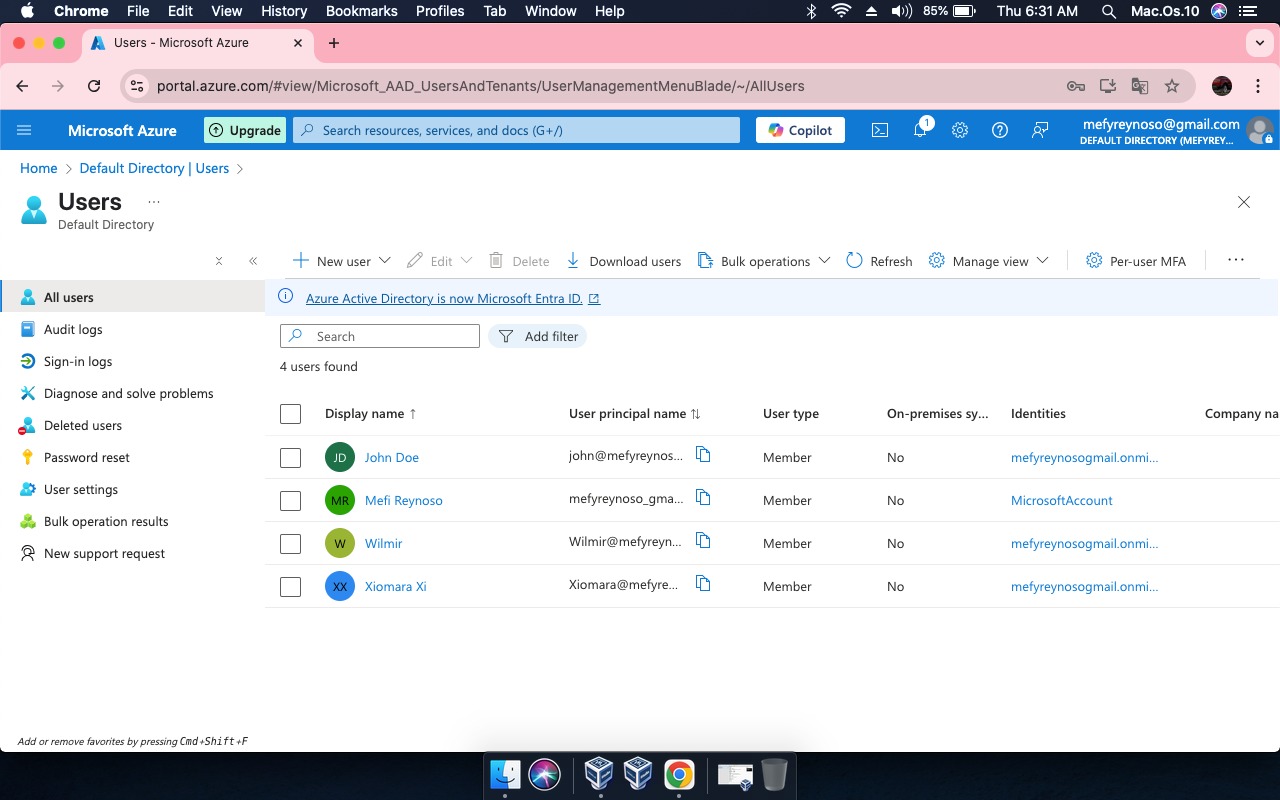 Chrome File Edit View History Bookmarks Profiles Tab Window Help 85% Thu 6:31 AM Mac.Os.10
Users - Microsoft Azure
portal.azure.com/#view/Microsoft_AAD_UsersAndTenants/UserManagementMenuBlade/~/AllUsers
Microsoft Azure Upgrade Search resources, services, and docs (G+/) Copilot 1 mefyreynoso@gmail.com
DEFAULT DIRECTORY (MEFYREY...
Home > Default Directory | Users >
Users ...
Default Directory
New user Edit Delete Download users Bulk operations Refresh Manage view Per-user MFA ...
All users
Audit logs
Sign-in logs
Diagnose and solve problems
Deleted users
Password reset
User settings
Bulk operation results
New support request
Azure Active Directory is now Microsoft Entra ID.
Search Add filter
4 users found
Display name ↑ User principal name ↑↓ User type On-premises sy... Identities Company na
JD John Doe john@mefyreynos... Member No mefyreynosogmail.onmi...
MR Mefi Reynoso mefyreynoso_gma... Member No MicrosoftAccount
W Wilmir Wilmir@mefyreyn... Member No mefyreynosogmail.onmi...
XX Xiomara Xi Xiomara@mefyre... Member No mefyreynosogmail.onmi...
Add or remove favorites by pressing Cmd+Shift+F